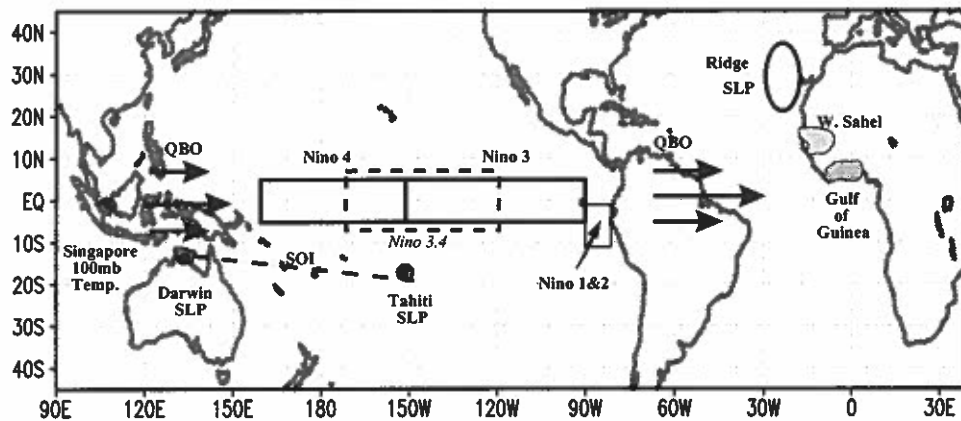 40N
30N
20N
10N
EQ
10S
20S
30S
40S
90E
120E
150E
180
150W
120W
90W
60W
30W
0
30E
QBO
Nino 4
Nino 3
QBO
Ridge
SLP
W. Sahel
Gulf
of
Guinea
Nino 3.4
Nino 1&2
SOI
Singapore
100mb
Temp.
Darwin
SLP
Tahiti
SLP